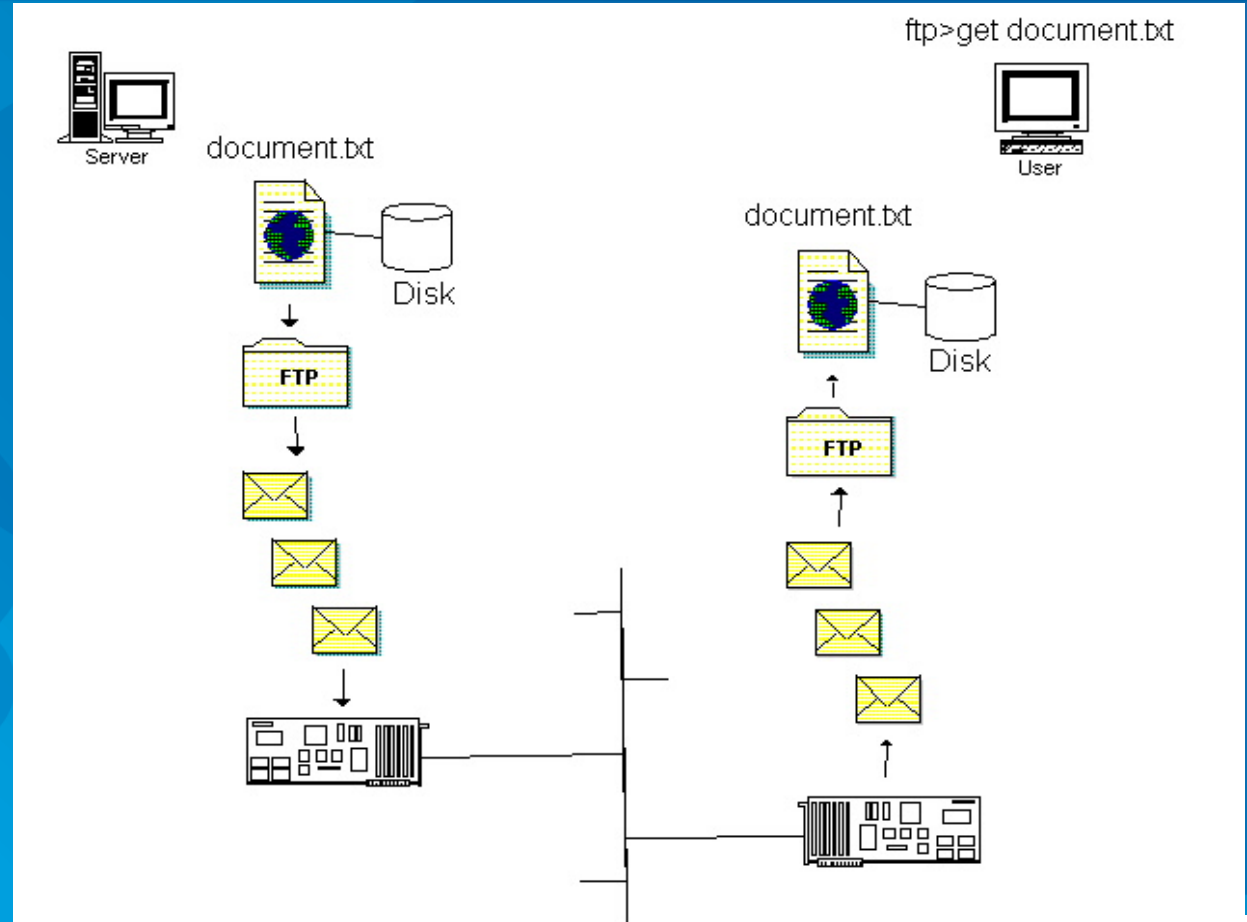 ftp>get document.txt
Server
User
document.txt
Disk
FTP
document.txt
Disk
FTP